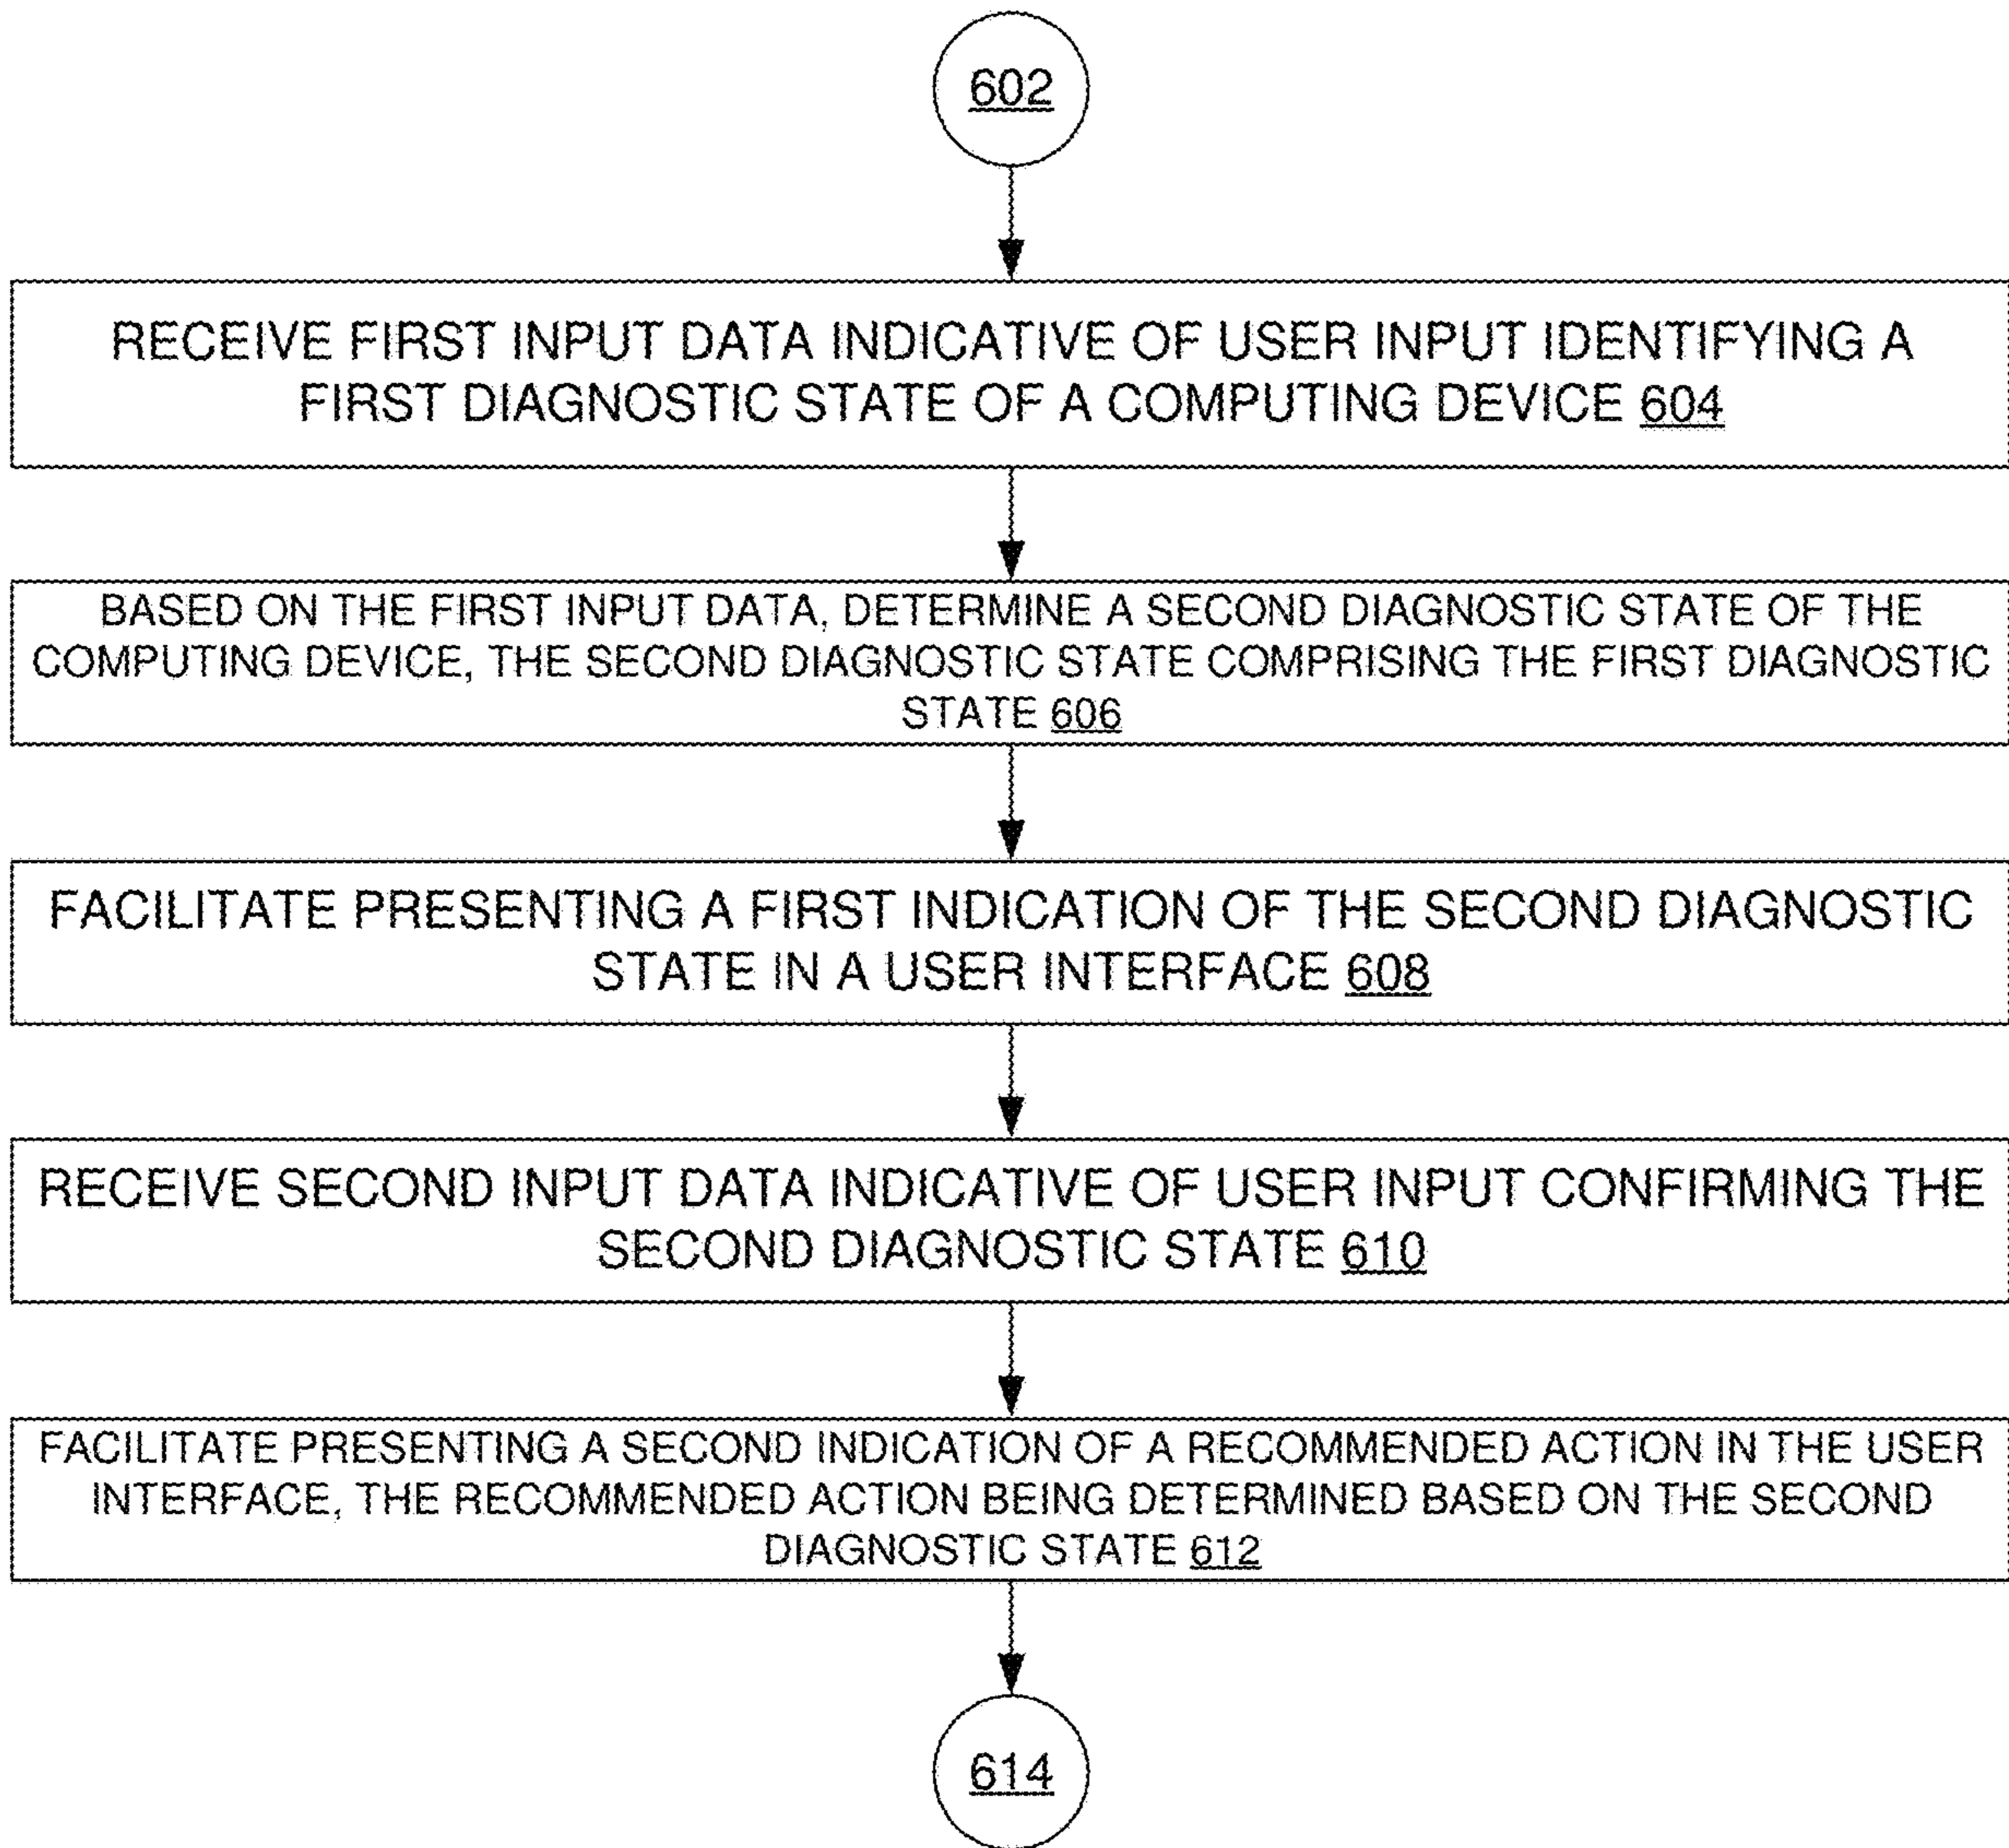 602
RECEIVE FIRST INPUT DATA INDICATIVE OF USER INPUT IDENTIFYING A
FIRST DIAGNOSTIC STATE OF A COMPUTING DEVICE 604
BASED ON THE FIRST INPUT DATA, DETERMINE A SECOND DIAGNOSTIC STATE OF THE
COMPUTING DEVICE, THE SECOND DIAGNOSTIC STATE COMPRISING THE FIRST DIAGNOSTIC
STATE 606
FACILITATE PRESENTING A FIRST INDICATION OF THE SECOND DIAGNOSTIC
STATE IN A USER INTERFACE 608
RECEIVE SECOND INPUT DATA INDICATIVE OF USER INPUT CONFIRMING THE
SECOND DIAGNOSTIC STATE 610
FACILITATE PRESENTING A SECOND INDICATION OF A RECOMMENDED ACTION IN THE USER
INTERFACE, THE RECOMMENDED ACTION BEING DETERMINED BASED ON THE SECOND
DIAGNOSTIC STATE 612
614